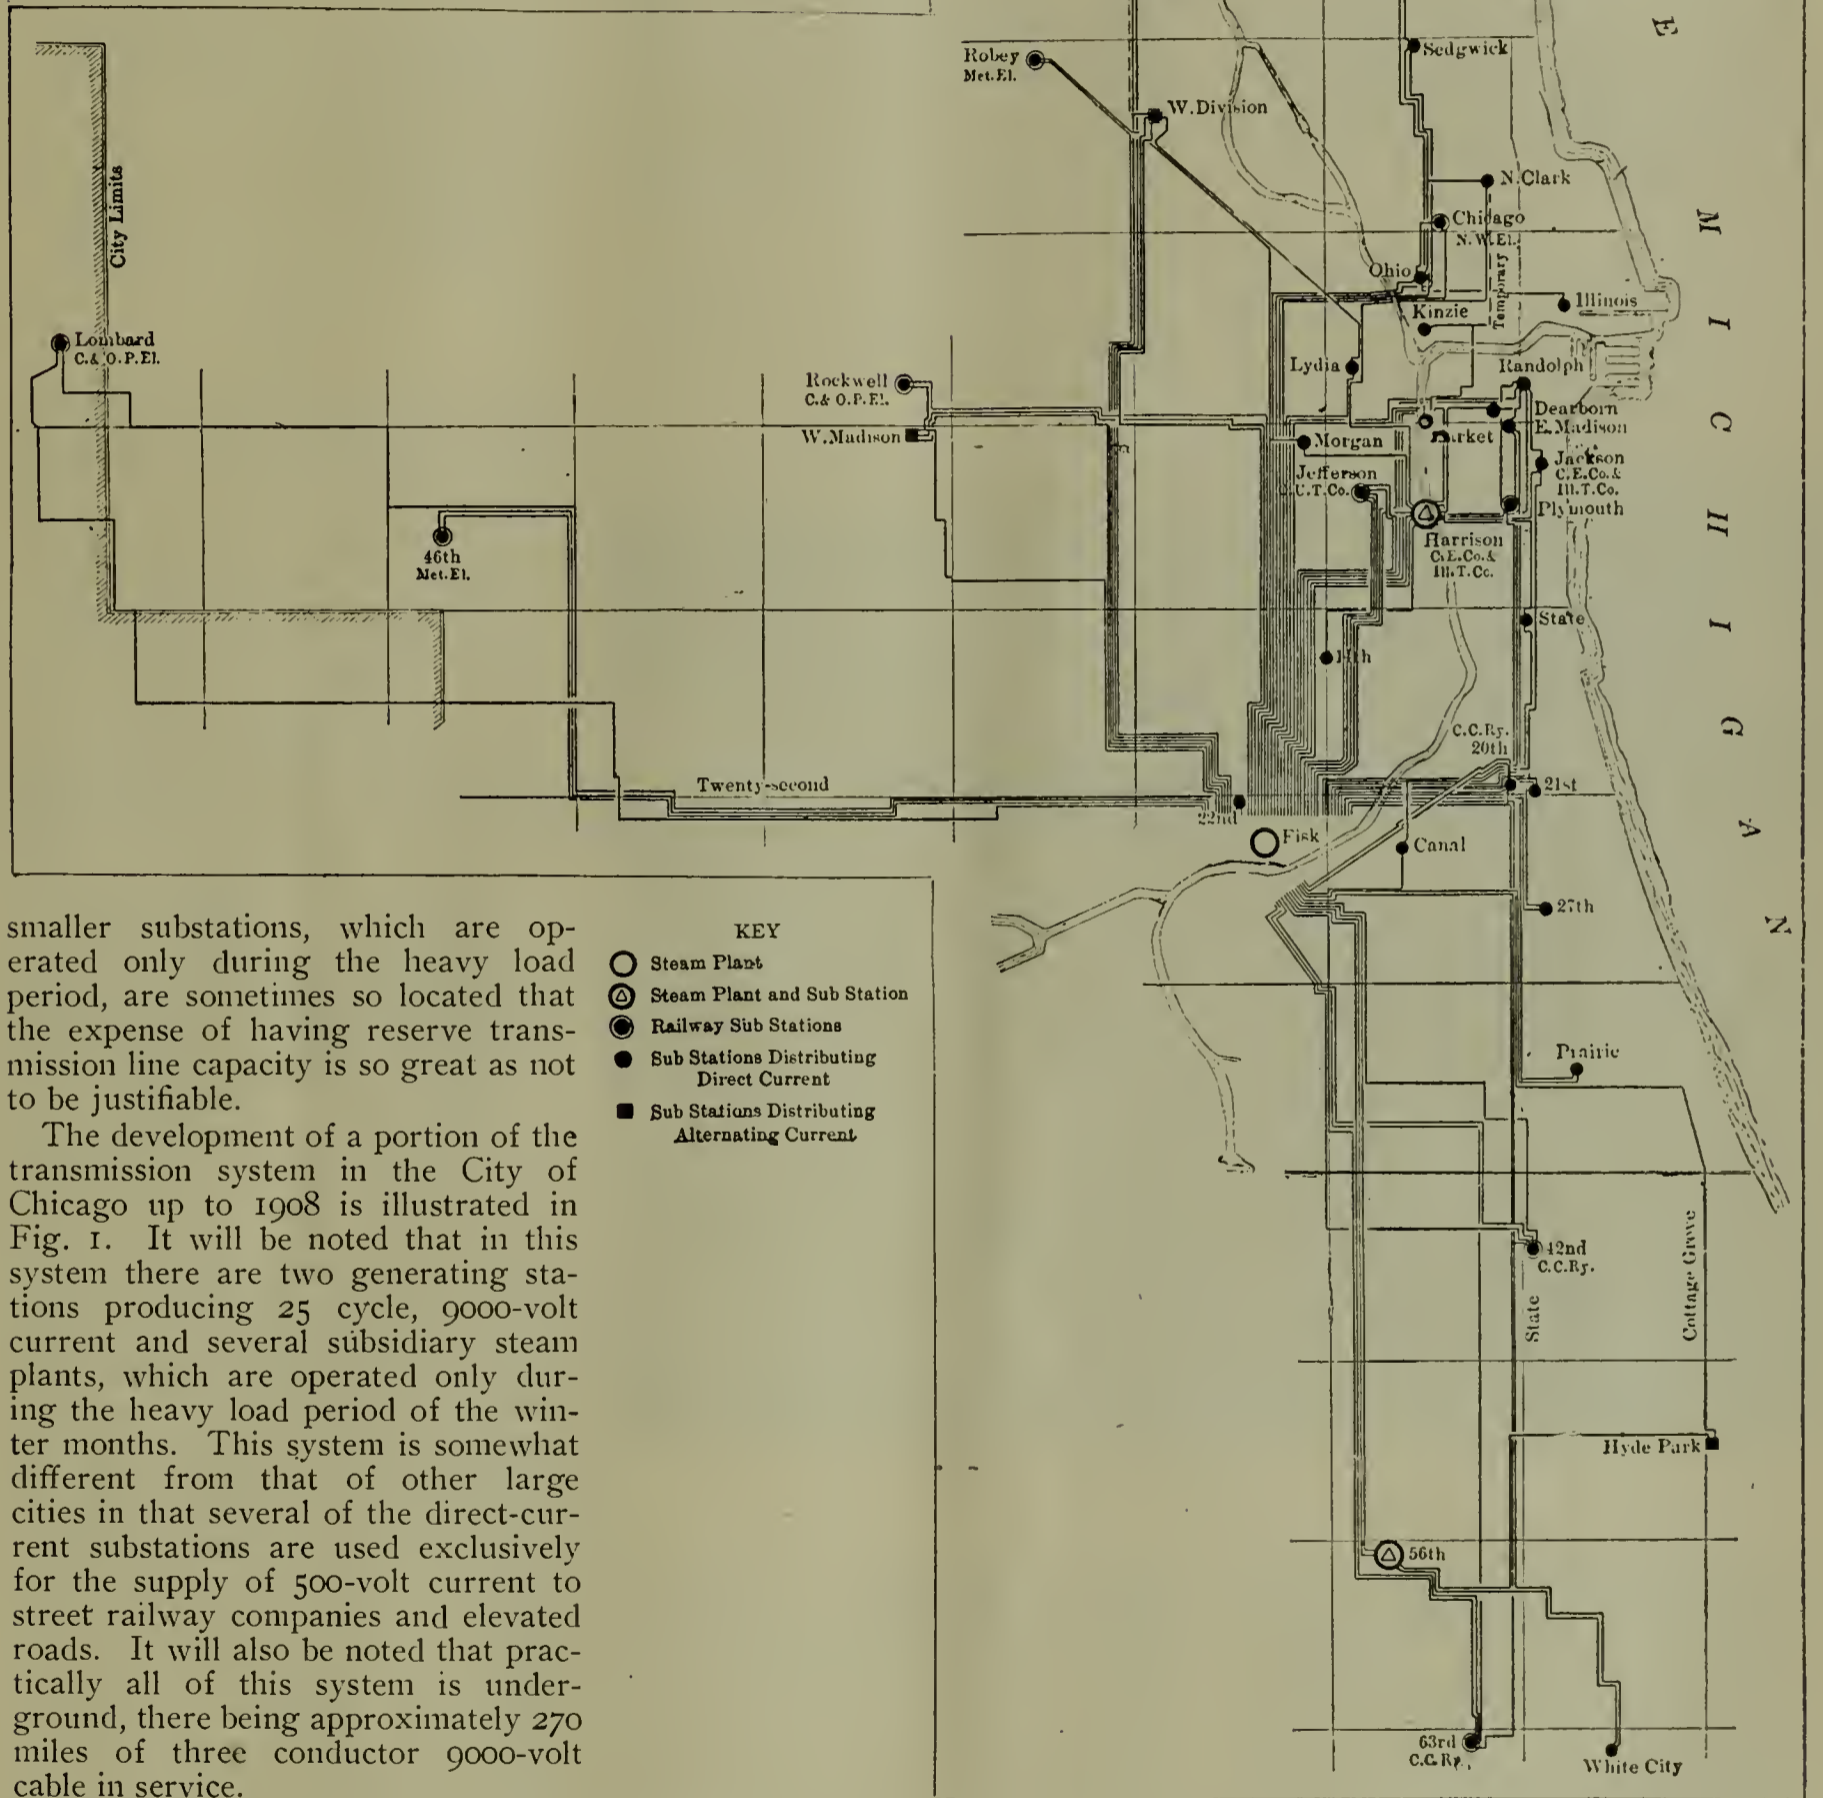 E
M
I
C
H
I
G
A
N
City Limits
Robey
Met.El.
W.Division
Sedgwick
N.Clark
Chicago
N.W.El.
Ohio
Temporary
Illinois
Kinzie
Lombard
C.& O.P.El.
Rockwell
C.& O.P.El.
W.Madison
Lydia
Randolph
Dearborn
E.Madison
Morgan
Jackson
C.E.Co.&
Ill.T.Co.
Jefferson
Plymouth
Harrison
C.E.Co.&
Ill.T.Co.
46th
Met.El.
State
14th
C.C.Ry.
20th
21st
Twenty-second
22nd
Fisk
Canal
27th
Prairie
42nd
C.C.Ry.
State
Cottage Grove
Hyde Park
56th
63rd
C.C.Ry.
White City
KEY
Steam Plant
Steam Plant and Sub Station
Railway Sub Stations
Sub Stations Distributing
Direct Current
Sub Stations Distributing
Alternating Current
smaller substations, which are op-
erated only during the heavy load
period, are sometimes so located that
the expense of having reserve trans-
mission line capacity is so great as not
to be justifiable.
The development of a portion of the
transmission system in the City of
Chicago up to 1908 is illustrated in
Fig. 1. It will be noted that in this
system there are two generating sta-
tions producing 25 cycle, 9000-volt
current and several subsidiary steam
plants, which are operated only dur-
ing the heavy load period of the win-
ter months. This system is somewhat
different from that of other large
cities in that several of the direct-cur-
rent substations are used exclusively
for the supply of 500-volt current to
street railway companies and elevated
roads. It will also be noted that prac-
tically all of this system is under-
ground, there being approximately 270
miles of three conductor 9000-volt
cable in service.